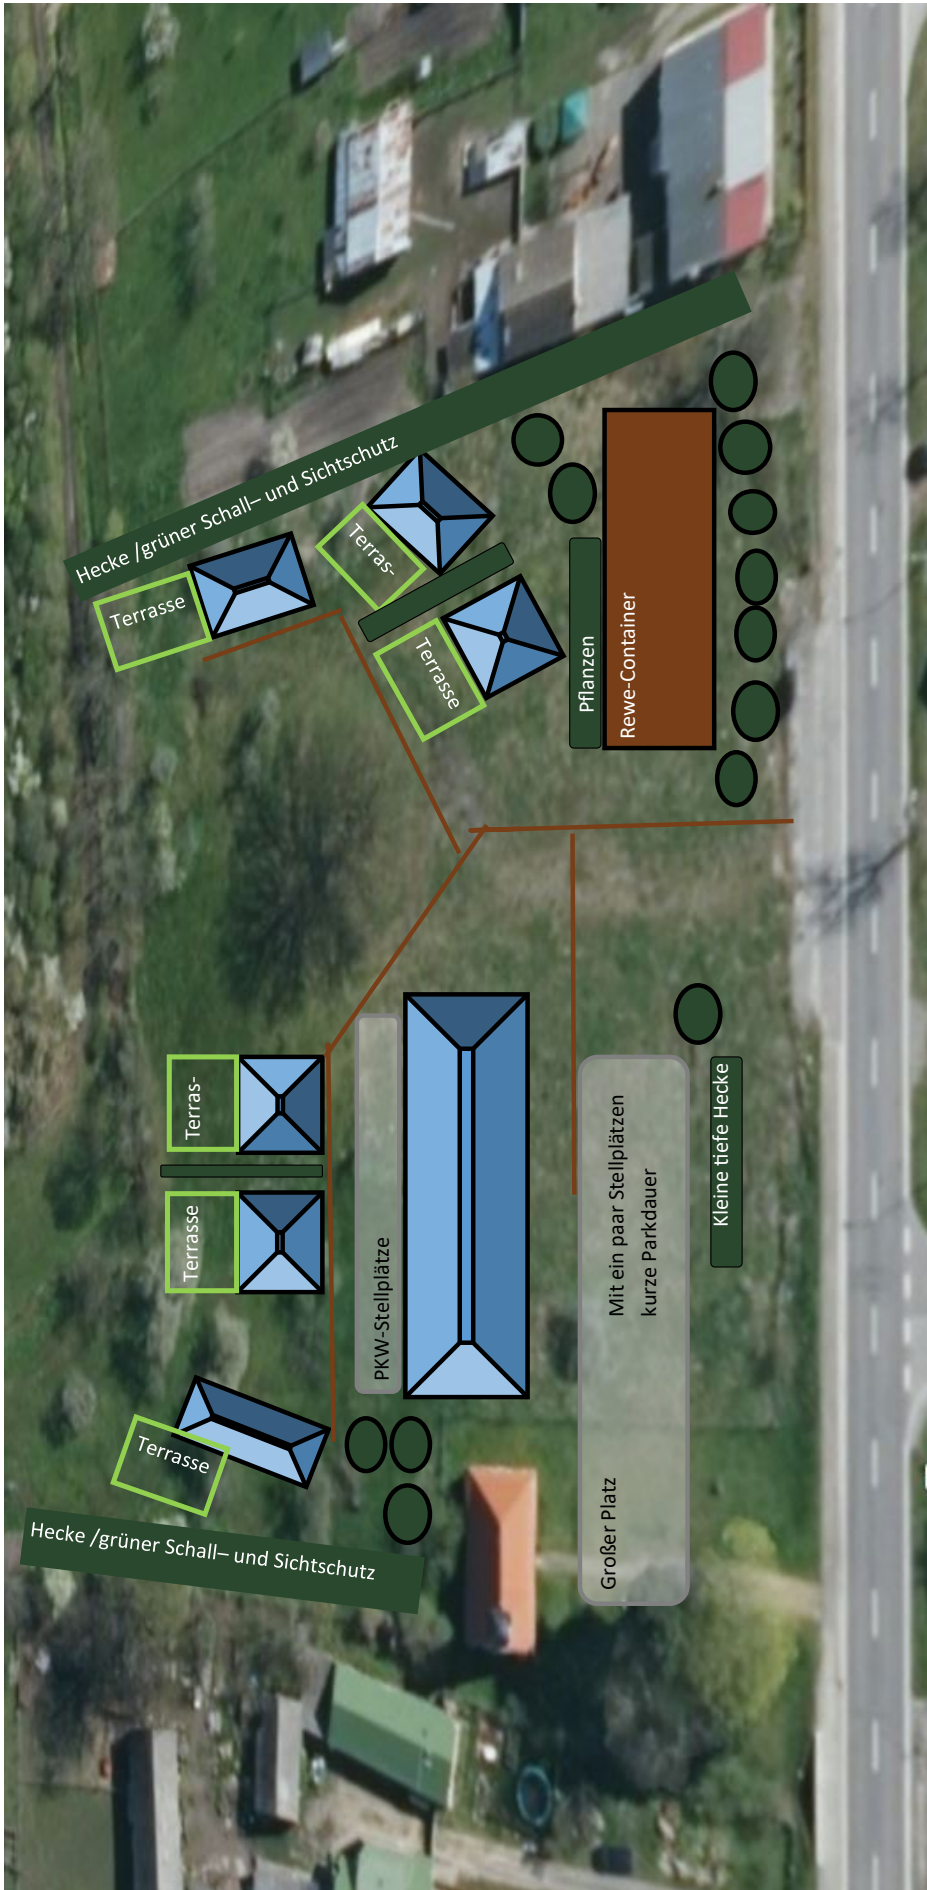 Hecke /grüner Schall– und Sichtschutz
Terrasse
Terras-
Terrasse
Pflanzen
Rewe-Container
Terras-
Terrasse
PKW-Stellplätze
Mit ein paar Stellplätzen
kurze Parkdauer
Großer Platz
Kleine tiefe Hecke
Terrasse
Hecke /grüner Schall– und Sichtschutz